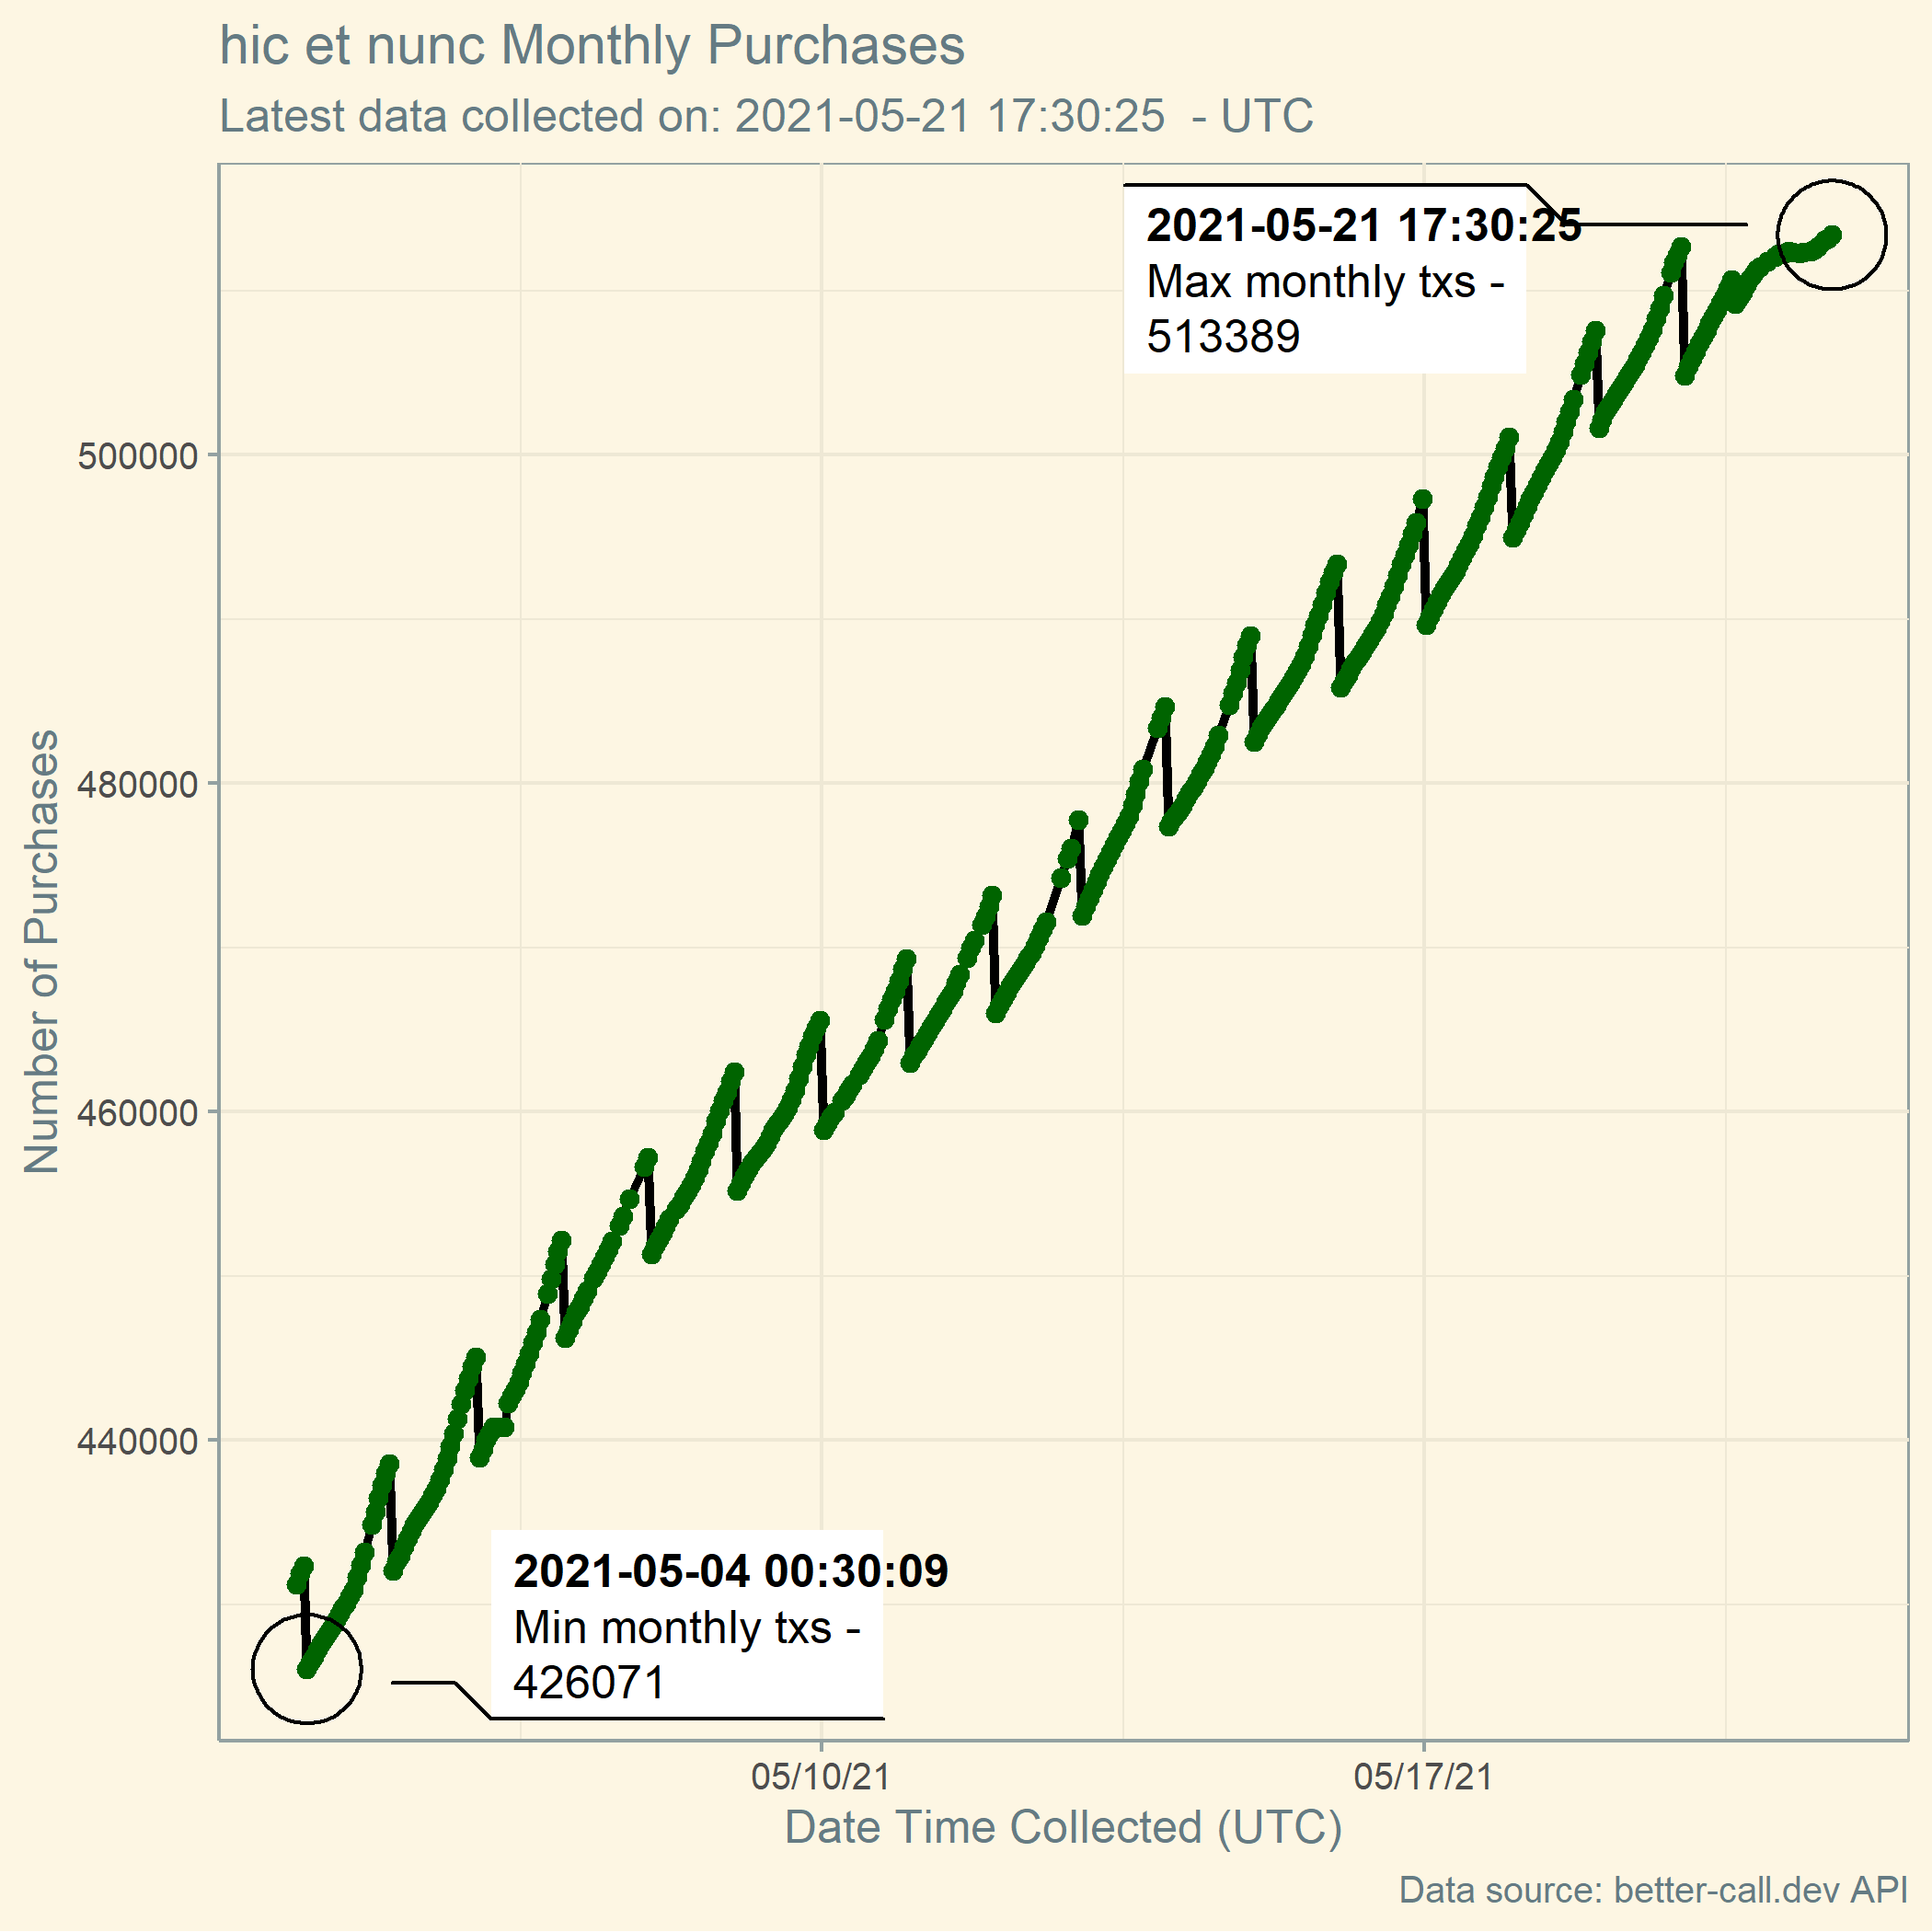 hic et nunc Monthly Purchases
Latest data collected on: 2021-05-21 17:30:25  - UTC
2021-05-21 17:30:25
Max monthly txs -
513389
500000
480000
460000
440000
Number of Purchases
2021-05-04 00:30:09
Min monthly txs -
426071
05/10/21
05/17/21
Date Time Collected (UTC)
Data source: better-call.dev API